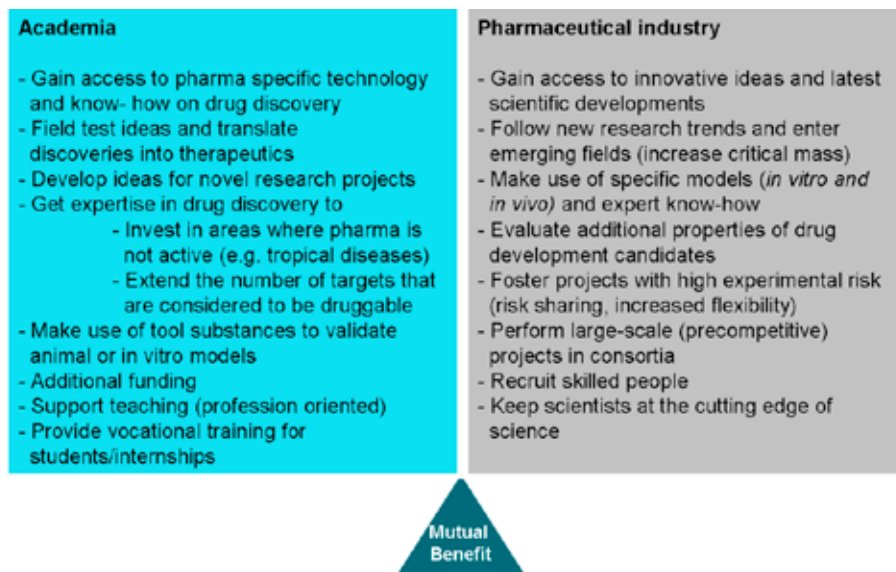 Academia
- Gain access to pharma specific technology
and know- how on drug discovery
- Field test ideas and translate
discoveries into therapeutics
- Develop ideas for novel research projects
- Get expertise in drug discovery to
- Invest in areas where pharma is
not active (e.g. tropical diseases)
- Extend the number of targets that
are considered to be druggable
- Make use of tool substances to validate
animal or in vitro models
- Additional funding
- Support teaching (profession oriented)
- Provide vocational training for
students/internships
Pharmaceutical industry
- Gain access to innovative ideas and latest
scientific developments
- Follow new research trends and enter
emerging fields (increase critical mass)
- Make use of specific models (in vitro and
in vivo) and expert know-how
- Evaluate additional properties of drug
development candidates
- Foster projects with high experimental risk
(risk sharing, increased flexibility)
- Perform large-scale (precompetitive)
projects in consortia
- Recruit skilled people
- Keep scientists at the cutting edge of
science
Mutual
Benefit